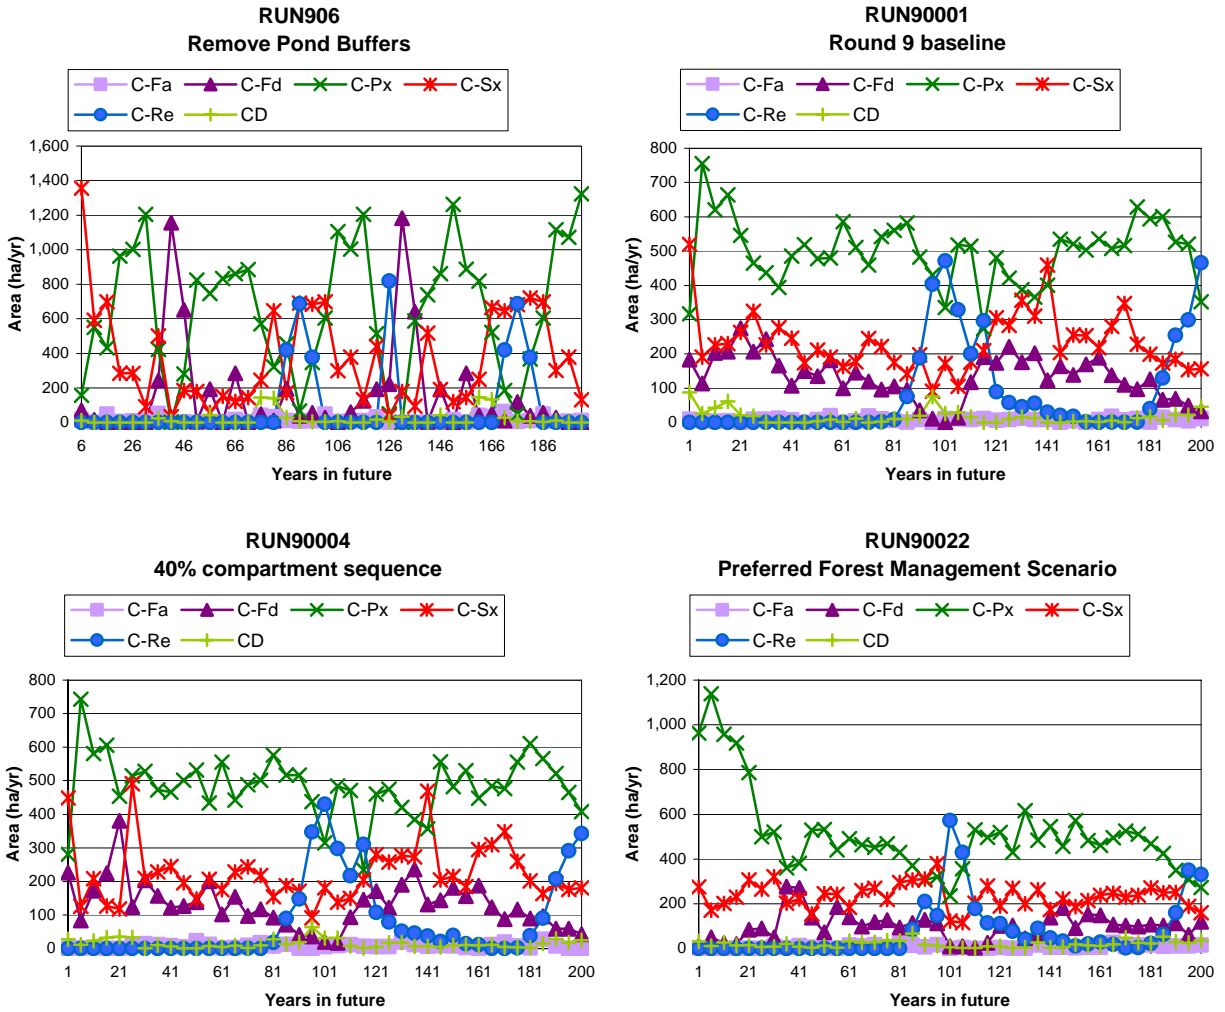 RUN906
Remove Pond Buffers
C-Fa C-Fd C-Px C-Sx
C-Re CD
1,600
1,400
1,200
1,000
800
600
400
200
0
Area (ha/yr)
6 26 46 66 86 106 126 146 166 186
Years in future
RUN90001
Round 9 baseline
C-Fa C-Fd C-Px C-Sx
C-Re CD
800
700
600
500
400
300
200
100
0
Area (ha/yr)
1 21 41 61 81 101 121 141 161 181 200
Years in future
RUN90004
40% compartment sequence
C-Fa C-Fd C-Px C-Sx
C-Re CD
800
700
600
500
400
300
200
100
0
Area (ha/yr)
1 21 41 61 81 101 121 141 161 181 200
Years in future
RUN90022
Preferred Forest Management Scenario
C-Fa C-Fd C-Px C-Sx
C-Re CD
1,200
1,000
800
600
400
200
0
Area (ha/yr)
1 21 41 61 81 101 121 141 161 181 200
Years in future